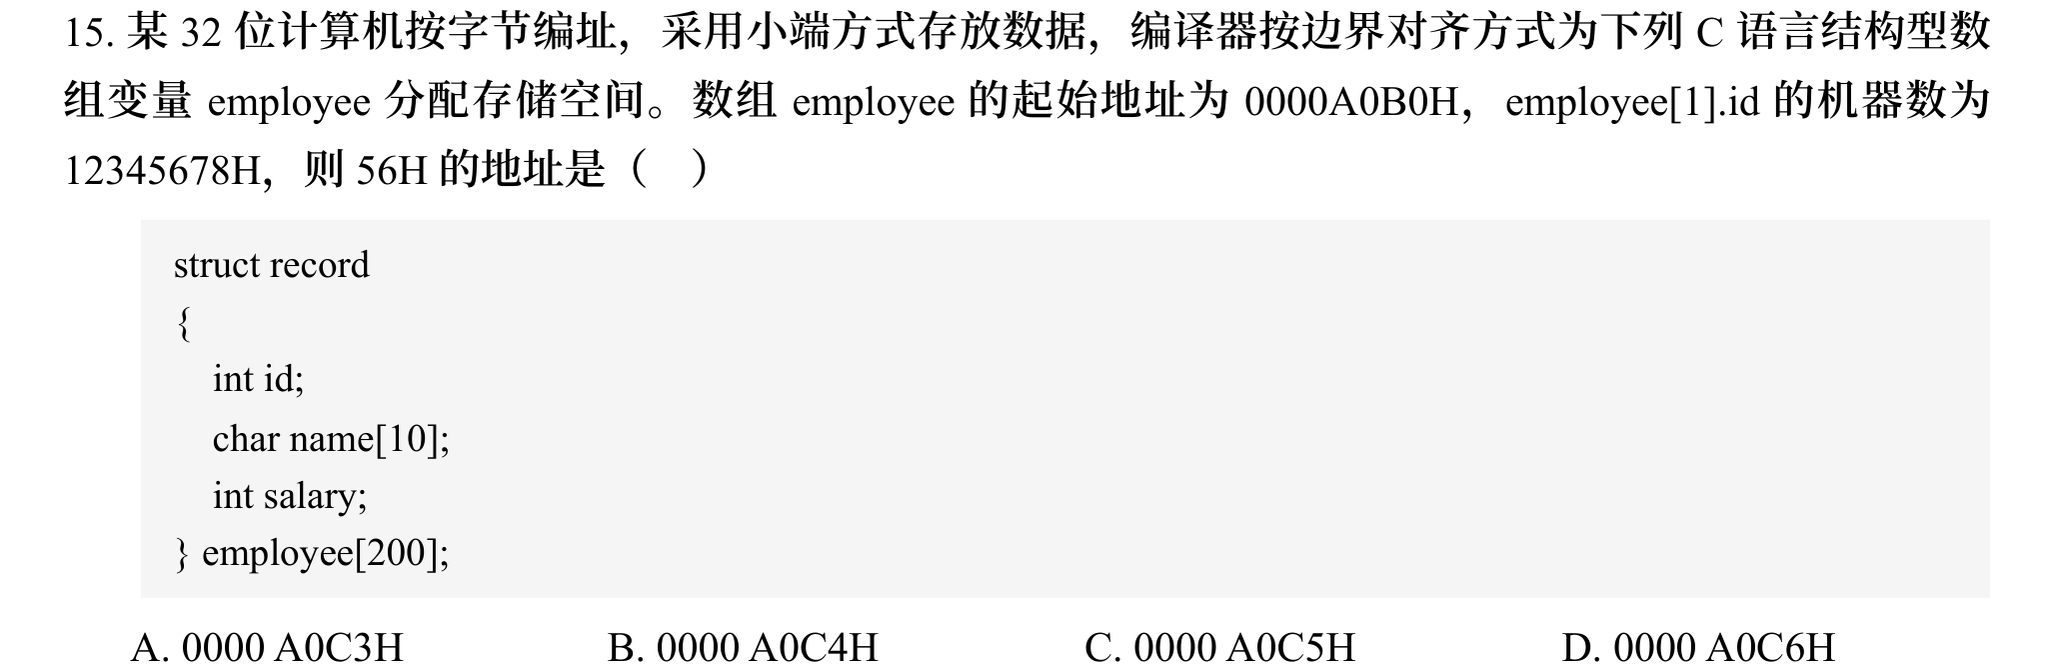 15. 某 32 位计算机按字节编址，采用小端方式存放数据，编译器按边界对齐方式为下列 C 语言结构型数
组变量 employee 分配存储空间。数组 employee 的起始地址为 0000A0B0H，employee[1].id 的机器数为
12345678H，则 56H 的地址是（　）
struct record
{
int id;
char name[10];
int salary;
} employee[200];
A. 0000 A0C3H B. 0000 A0C4H C. 0000 A0C5H D. 0000 A0C6H